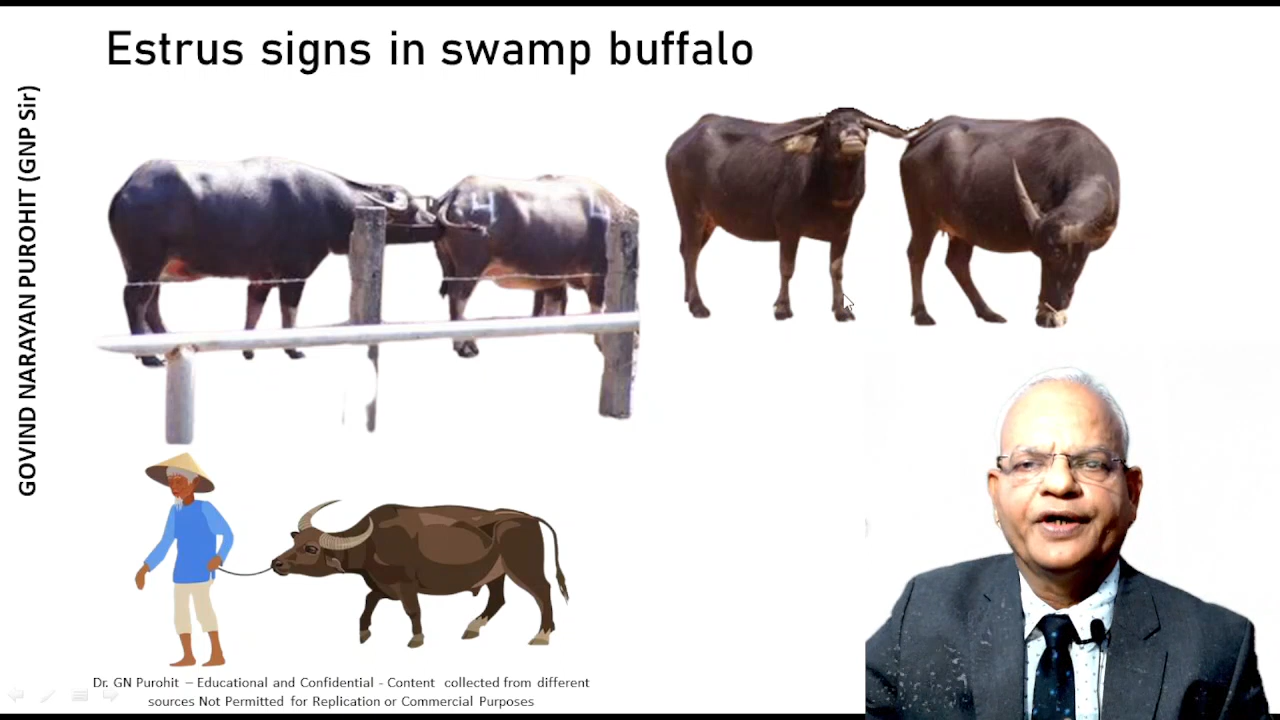 Estrus signs in swamp buffalo
GOVIND NARAYAN PUROHIT (GNP Sir)
Dr. GN Purohit – Educational and Confidential - Content collected from different
sources Not Permitted for Replication or Commercial Purposes